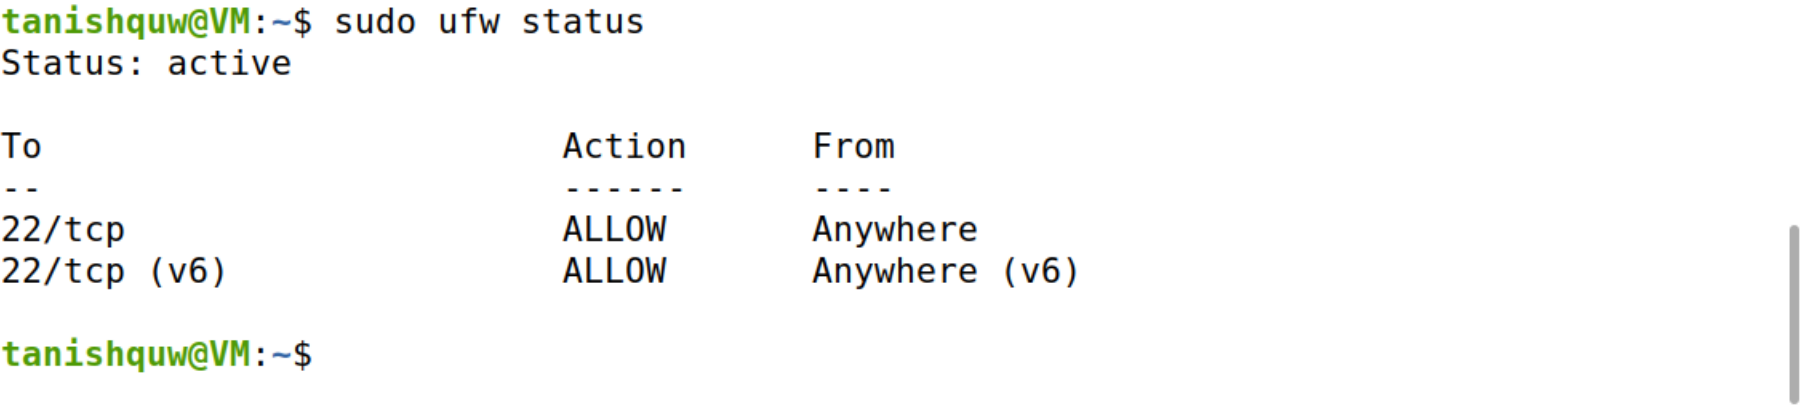 tanishquw@VM:~$ sudo ufw status
Status: active
To                         Action      From
--                         ------      ----
22/tcp                     ALLOW       Anywhere
22/tcp (v6)                ALLOW       Anywhere (v6)
tanishquw@VM:~$